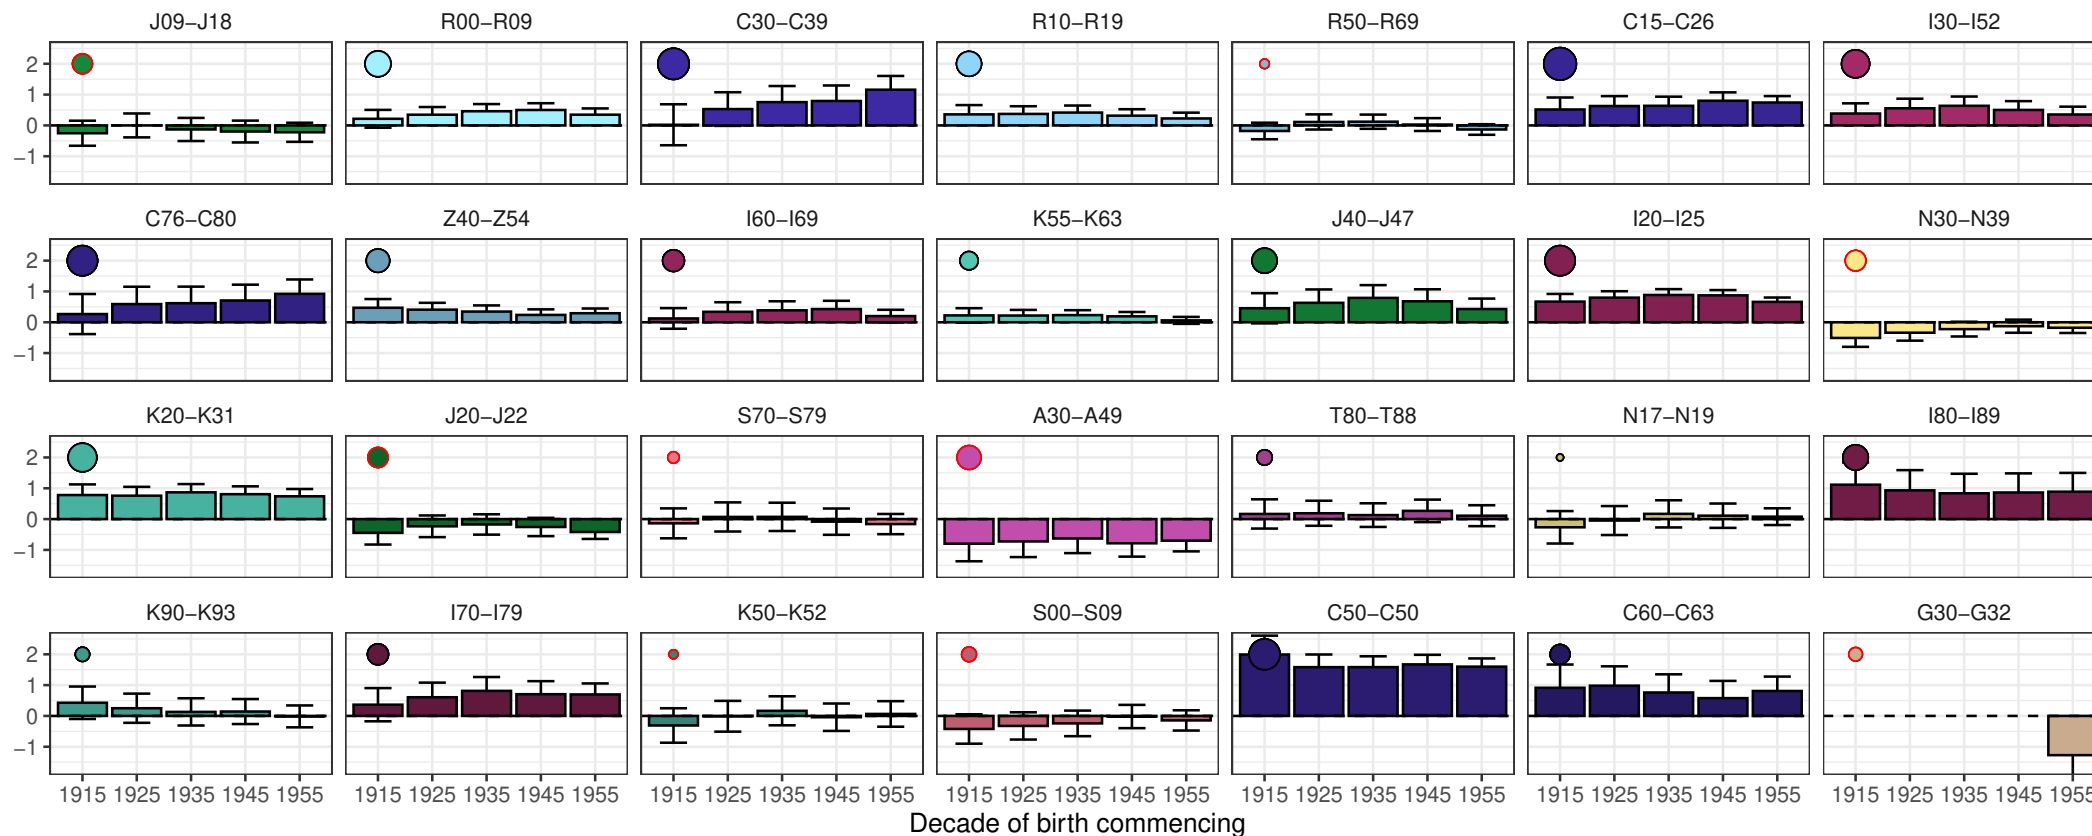 J09−J18 R00−R09 C30−C39 R10−R19 R50−R69 C15−C26 I30−I52
2
1
0
−1
C76−C80 Z40−Z54 I60−I69 K55−K63 J40−J47 I20−I25 N30−N39
2
1
0
−1
K20−K31 J20−J22 S70−S79 A30−A49 T80−T88 N17−N19 I80−I89
2
1
0
−1
K90−K93 I70−I79 K50−K52 S00−S09 C50−C50 C60−C63 G30−G32
2
1
0
−1
1915 1925 1935 1945 1955 1915 1925 1935 1945 1955 1915 1925 1935 1945 1955 1915 1925 1935 1945 1955 1915 1925 1935 1945 1955 1915 1925 1935 1945 1955 1915 1925 1935 1945 1955
Decade of birth commencing